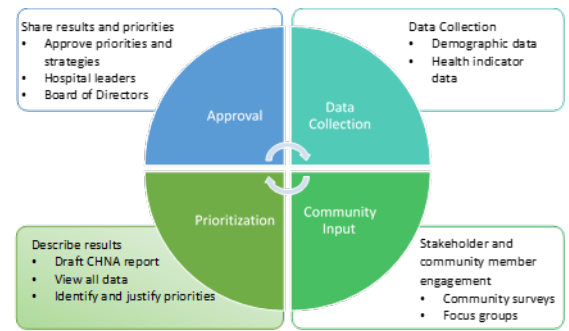 Share results and priorities
• Approve priorities and
strategies
• Hospital leaders
• Board of Directors
Data Collection
• Demographic data
• Health indicator
data
Approval
Data
Collection
Prioritization
Community
Input
Describe results
• Draft CHNA report
• View all data
• Identify and justify priorities
Stakeholder and
community member
engagement
• Community surveys
• Focus groups